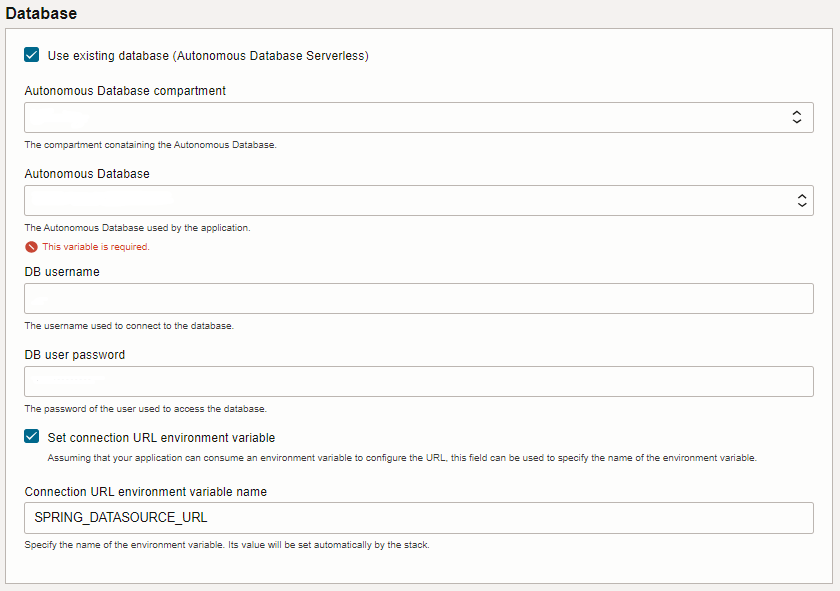 Database
Use existing database (Autonomous Database Serverless)
Autonomous Database compartment
The compartment conataining the Autonomous Database.
Autonomous Database
The Autonomous Database used by the application.
This variable is required.
DB username
The username used to connect to the database.
DB user password
The password of the user used to access the database.
Set connection URL environment variable
Assuming that your application can consume an environment variable to configure the URL, this field can be used to specify the name of the environment variable.
Connection URL environment variable name
SPRING_DATASOURCE_URL
Specify the name of the environment variable. Its value will be set automatically by the stack.